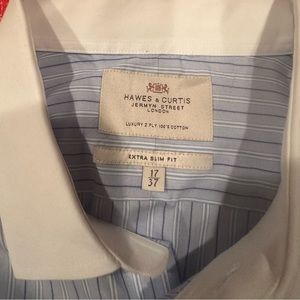 HAWES & CURTIS
JERMYN STREET
LONDON
LUXURY 2 PLY 100'S COTTON
EXTRA SLIM FIT
17
37